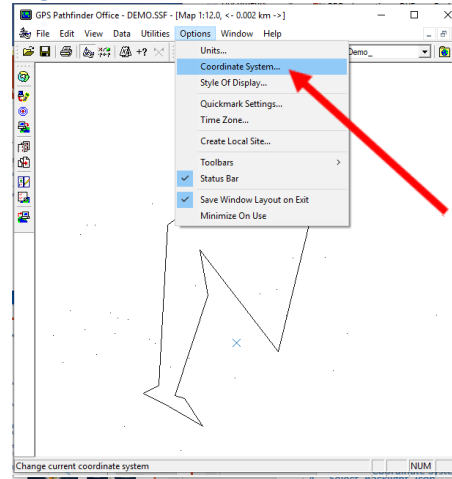 GPS Pathfinder Office - DEMO.SSF - [Map 1:12.0, <- 0.002 km ->]
File Edit View Data Utilities Options Window Help
+? Demo_
Units...
Coordinate System...
Style Of Display...
Quickmark Settings...
Time Zone...
Create Local Site...
Toolbars >
Status Bar
Save Window Layout on Exit
Minimize On Use
Change current coordinate system NUM